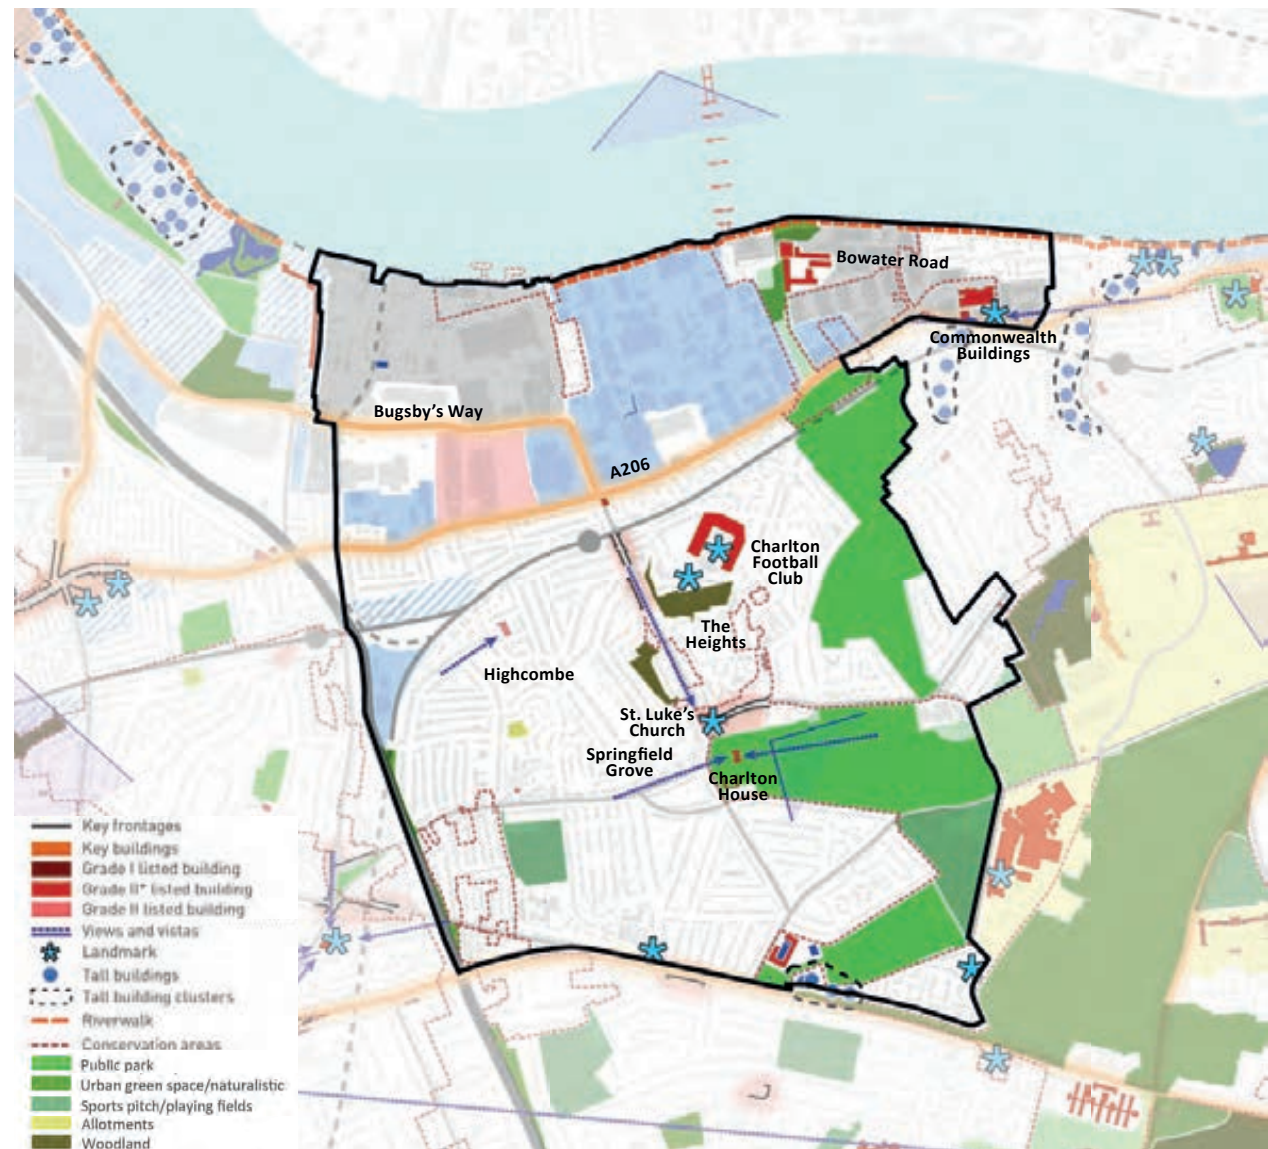 Bowater Road
Commonwealth
Buildings
Bugsby's Way
A206
Charlton
Football
Club
The
Heights
Highcombe
St. Luke's
Church
Springfield
Grove
Charlton
House
Key frontages
Key buildings
Grade I listed building
Grade II* listed building
Grade II listed building
Views and vistas
Landmark
Tall buildings
Tall building clusters
Riverwalk
Conservation areas
Public park
Urban green space/naturalistic
Sports pitch/playing fields
Allotments
Woodland